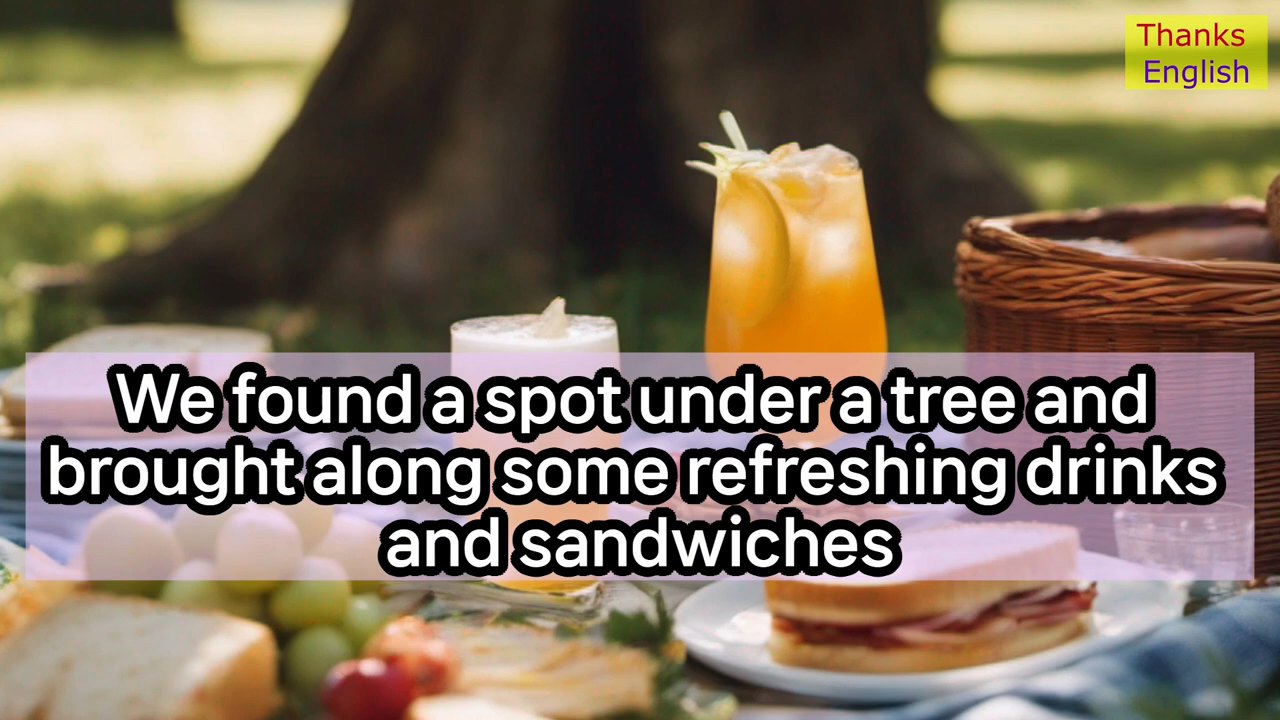 Thanks
English
We found a spot under a tree and
brought along some refreshing drinks
and sandwiches